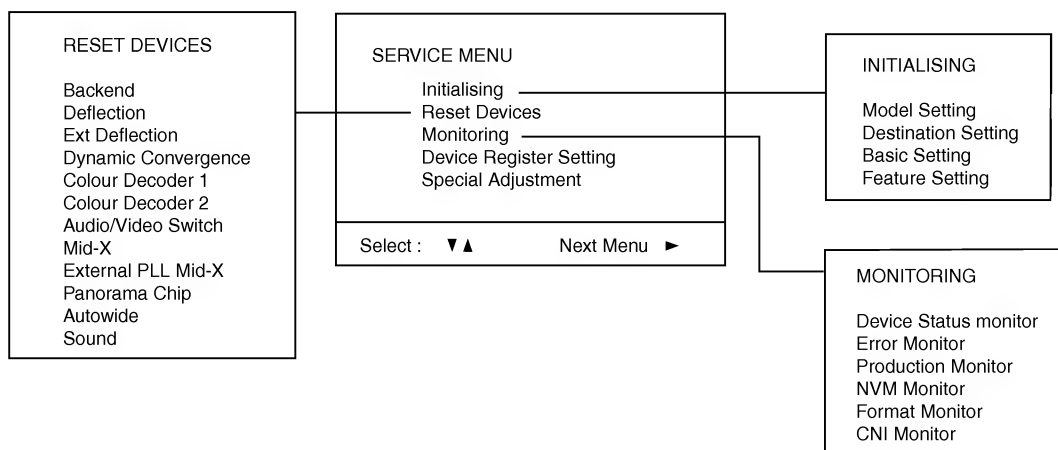 RESET DEVICES
Backend
Deflection
Ext Deflection
Dynamic Convergence
Colour Decoder 1
Colour Decoder 2
Audio/Video Switch
Mid-X
External PLL Mid-X
Panorama Chip
Autowide
Sound
SERVICE MENU
Initialising
Reset Devices
Monitoring
Device Register Setting
Special Adjustment
Select : ▼▲ Next Menu ►
INITIALISING
Model Setting
Destination Setting
Basic Setting
Feature Setting
MONITORING
Device Status monitor
Error Monitor
Production Monitor
NVM Monitor
Format Monitor
CNI Monitor